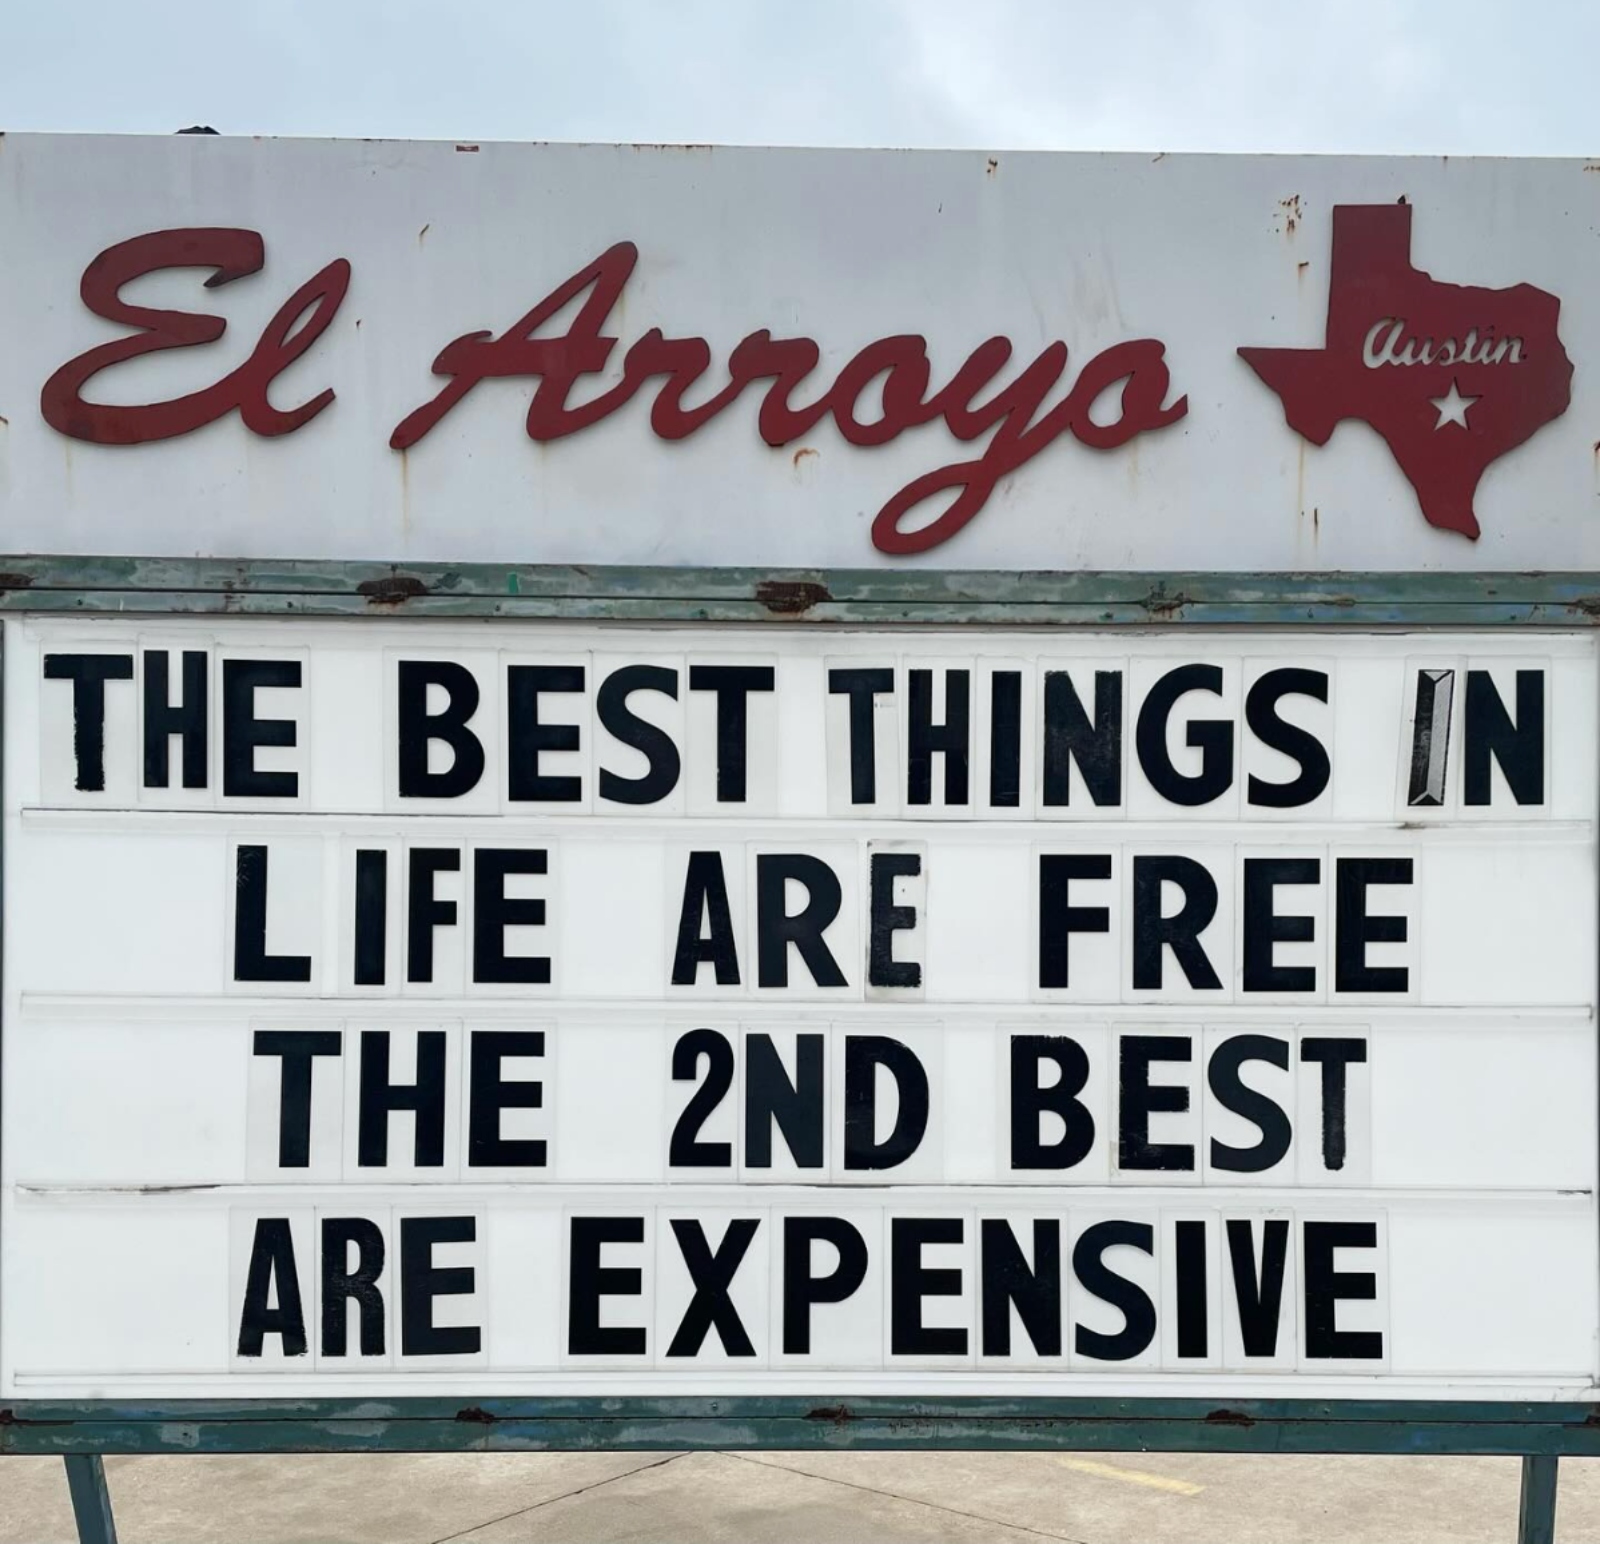 El Arroyo
Austin
THE BEST THINGS IN
LIFE ARE FREE
THE 2ND BEST
ARE EXPENSIVE